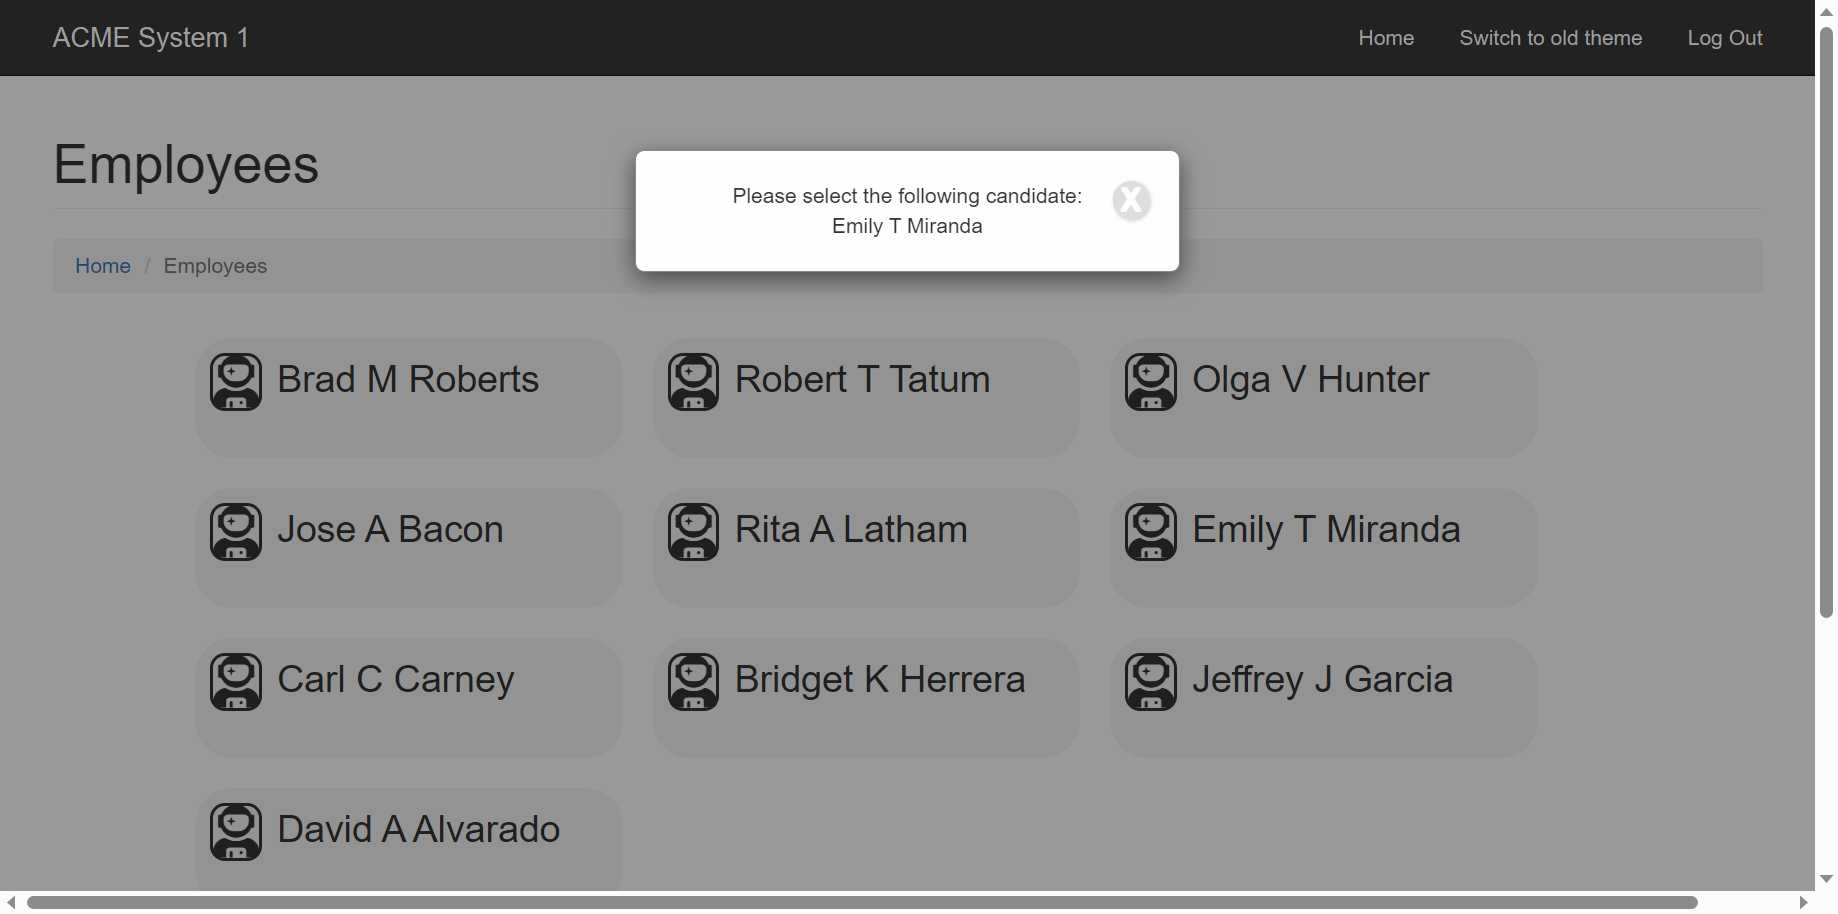 ACME System 1
Home
Switch to old theme
Log Out
Employees
Please select the following candidate:
Emily T Miranda
X
Home / Employees
Brad M Roberts
Robert T Tatum
Olga V Hunter
Jose A Bacon
Rita A Latham
Emily T Miranda
Carl C Carney
Bridget K Herrera
Jeffrey J Garcia
David A Alvarado